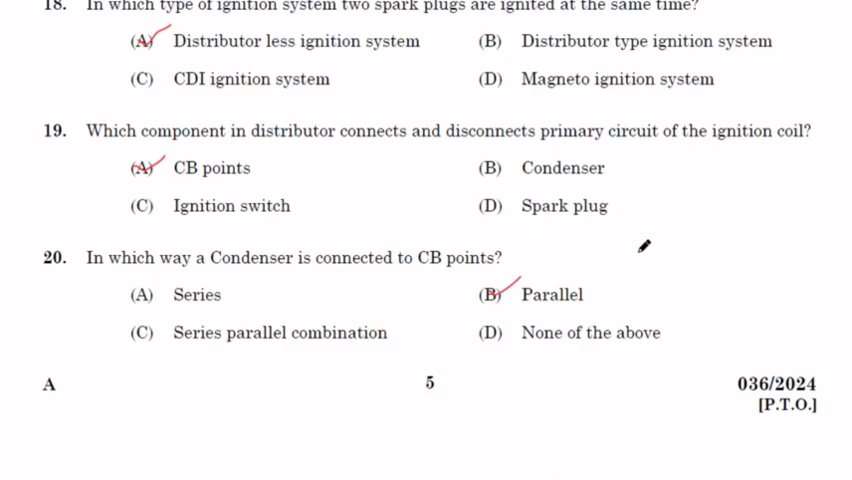 18. In which type of ignition system two spark plugs are ignited at the same time?
(A) Distributor less ignition system (B) Distributor type ignition system
(C) CDI ignition system (D) Magneto ignition system
19. Which component in distributor connects and disconnects primary circuit of the ignition coil?
(A) CB points (B) Condenser
(C) Ignition switch (D) Spark plug
20. In which way a Condenser is connected to CB points?
(A) Series (B) Parallel
(C) Series parallel combination (D) None of the above
A 5 036/2024
[P.T.O.]